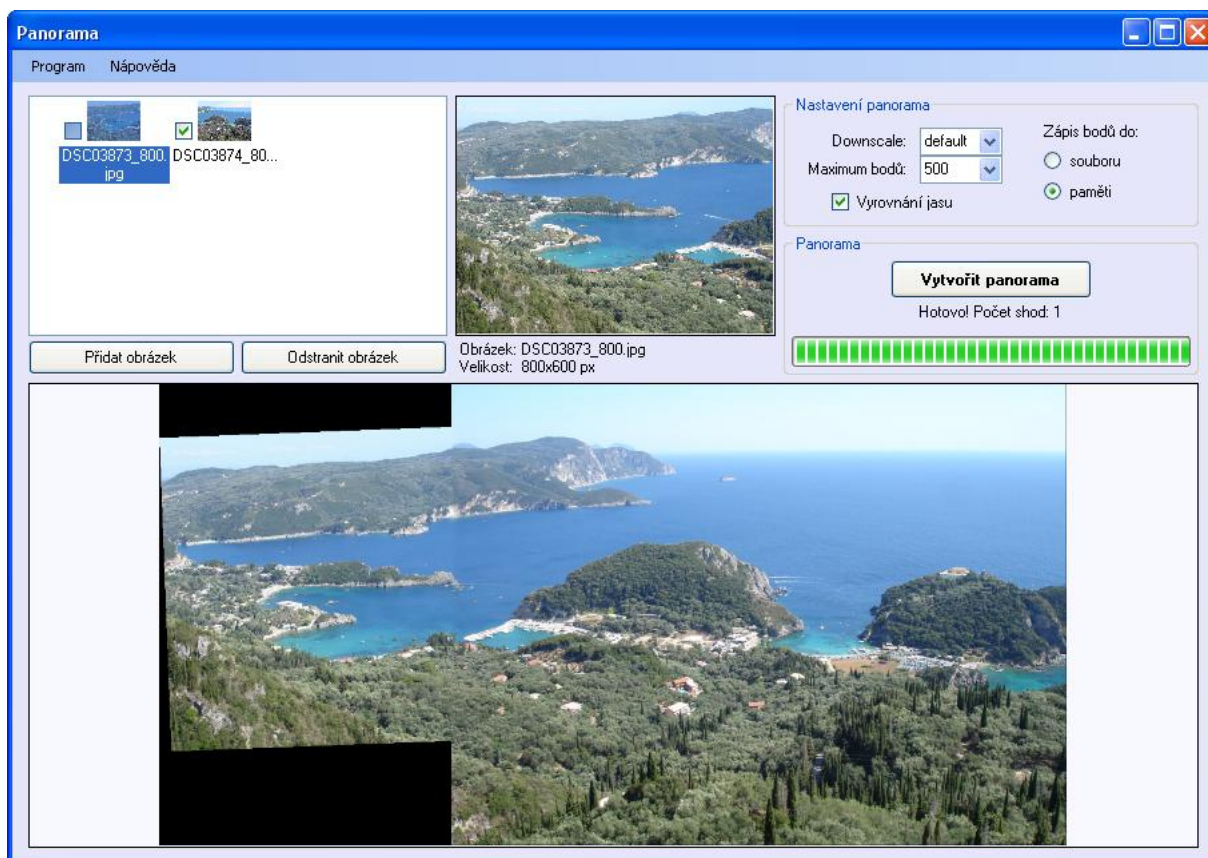 Panorama
Program Nápověda
DSC03873_800.
jpg
DSC03874_80...
Přidat obrázek
Odstranit obrázek
Obrázek: DSC03873_800.jpg
Velikost: 800x600 px
Nastavení panorama
Downscale: default
Maximum bodů: 500
Vyrovnání jasu
Zápis bodů do:
souboru
paměti
Panorama
Vytvořit panorama
Hotovo! Počet shod: 1